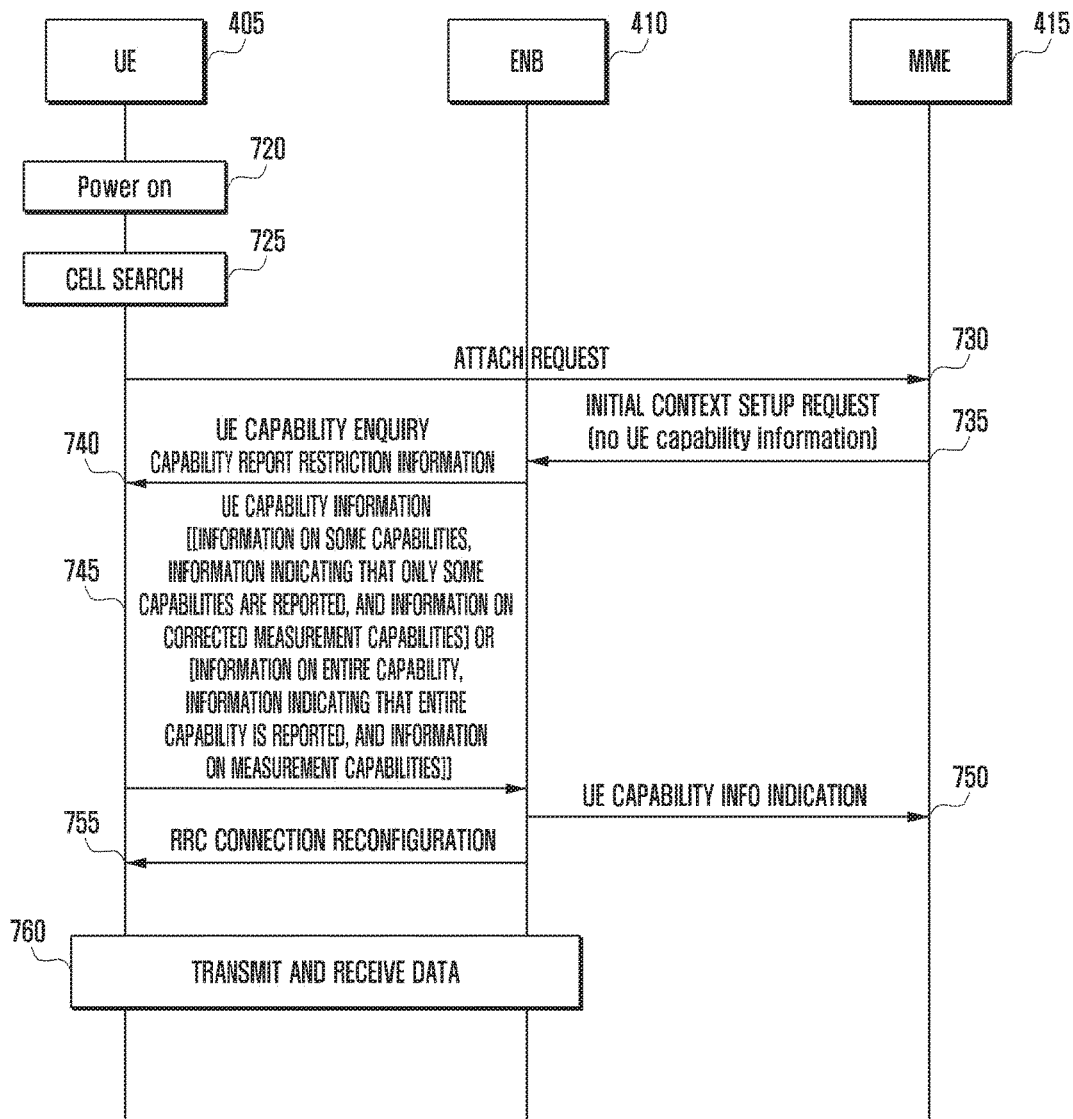 405
410
415
UE
ENB
MME
720
Power on
725
CELL SEARCH
ATTACH REQUEST
730
INITIAL CONTEXT SETUP REQUEST
(no UE capability information)
735
UE CAPABILITY ENQUIRY
740
CAPABILITY REPORT RESTRICTION INFORMATION
UE CAPABILITY INFORMATION
[[INFORMATION ON SOME CAPABILITIES,
INFORMATION INDICATING THAT ONLY SOME
745
CAPABILITIES ARE REPORTED, AND INFORMATION ON
CORRECTED MEASUREMENT CAPABILITIES] OR
[INFORMATION ON ENTIRE CAPABILITY,
INFORMATION INDICATING THAT ENTIRE
CAPABILITY IS REPORTED, AND INFORMATION
ON MEASUREMENT CAPABILITIES]]
UE CAPABILITY INFO INDICATION
750
755
RRC CONNECTION RECONFIGURATION
760
TRANSMIT AND RECEIVE DATA